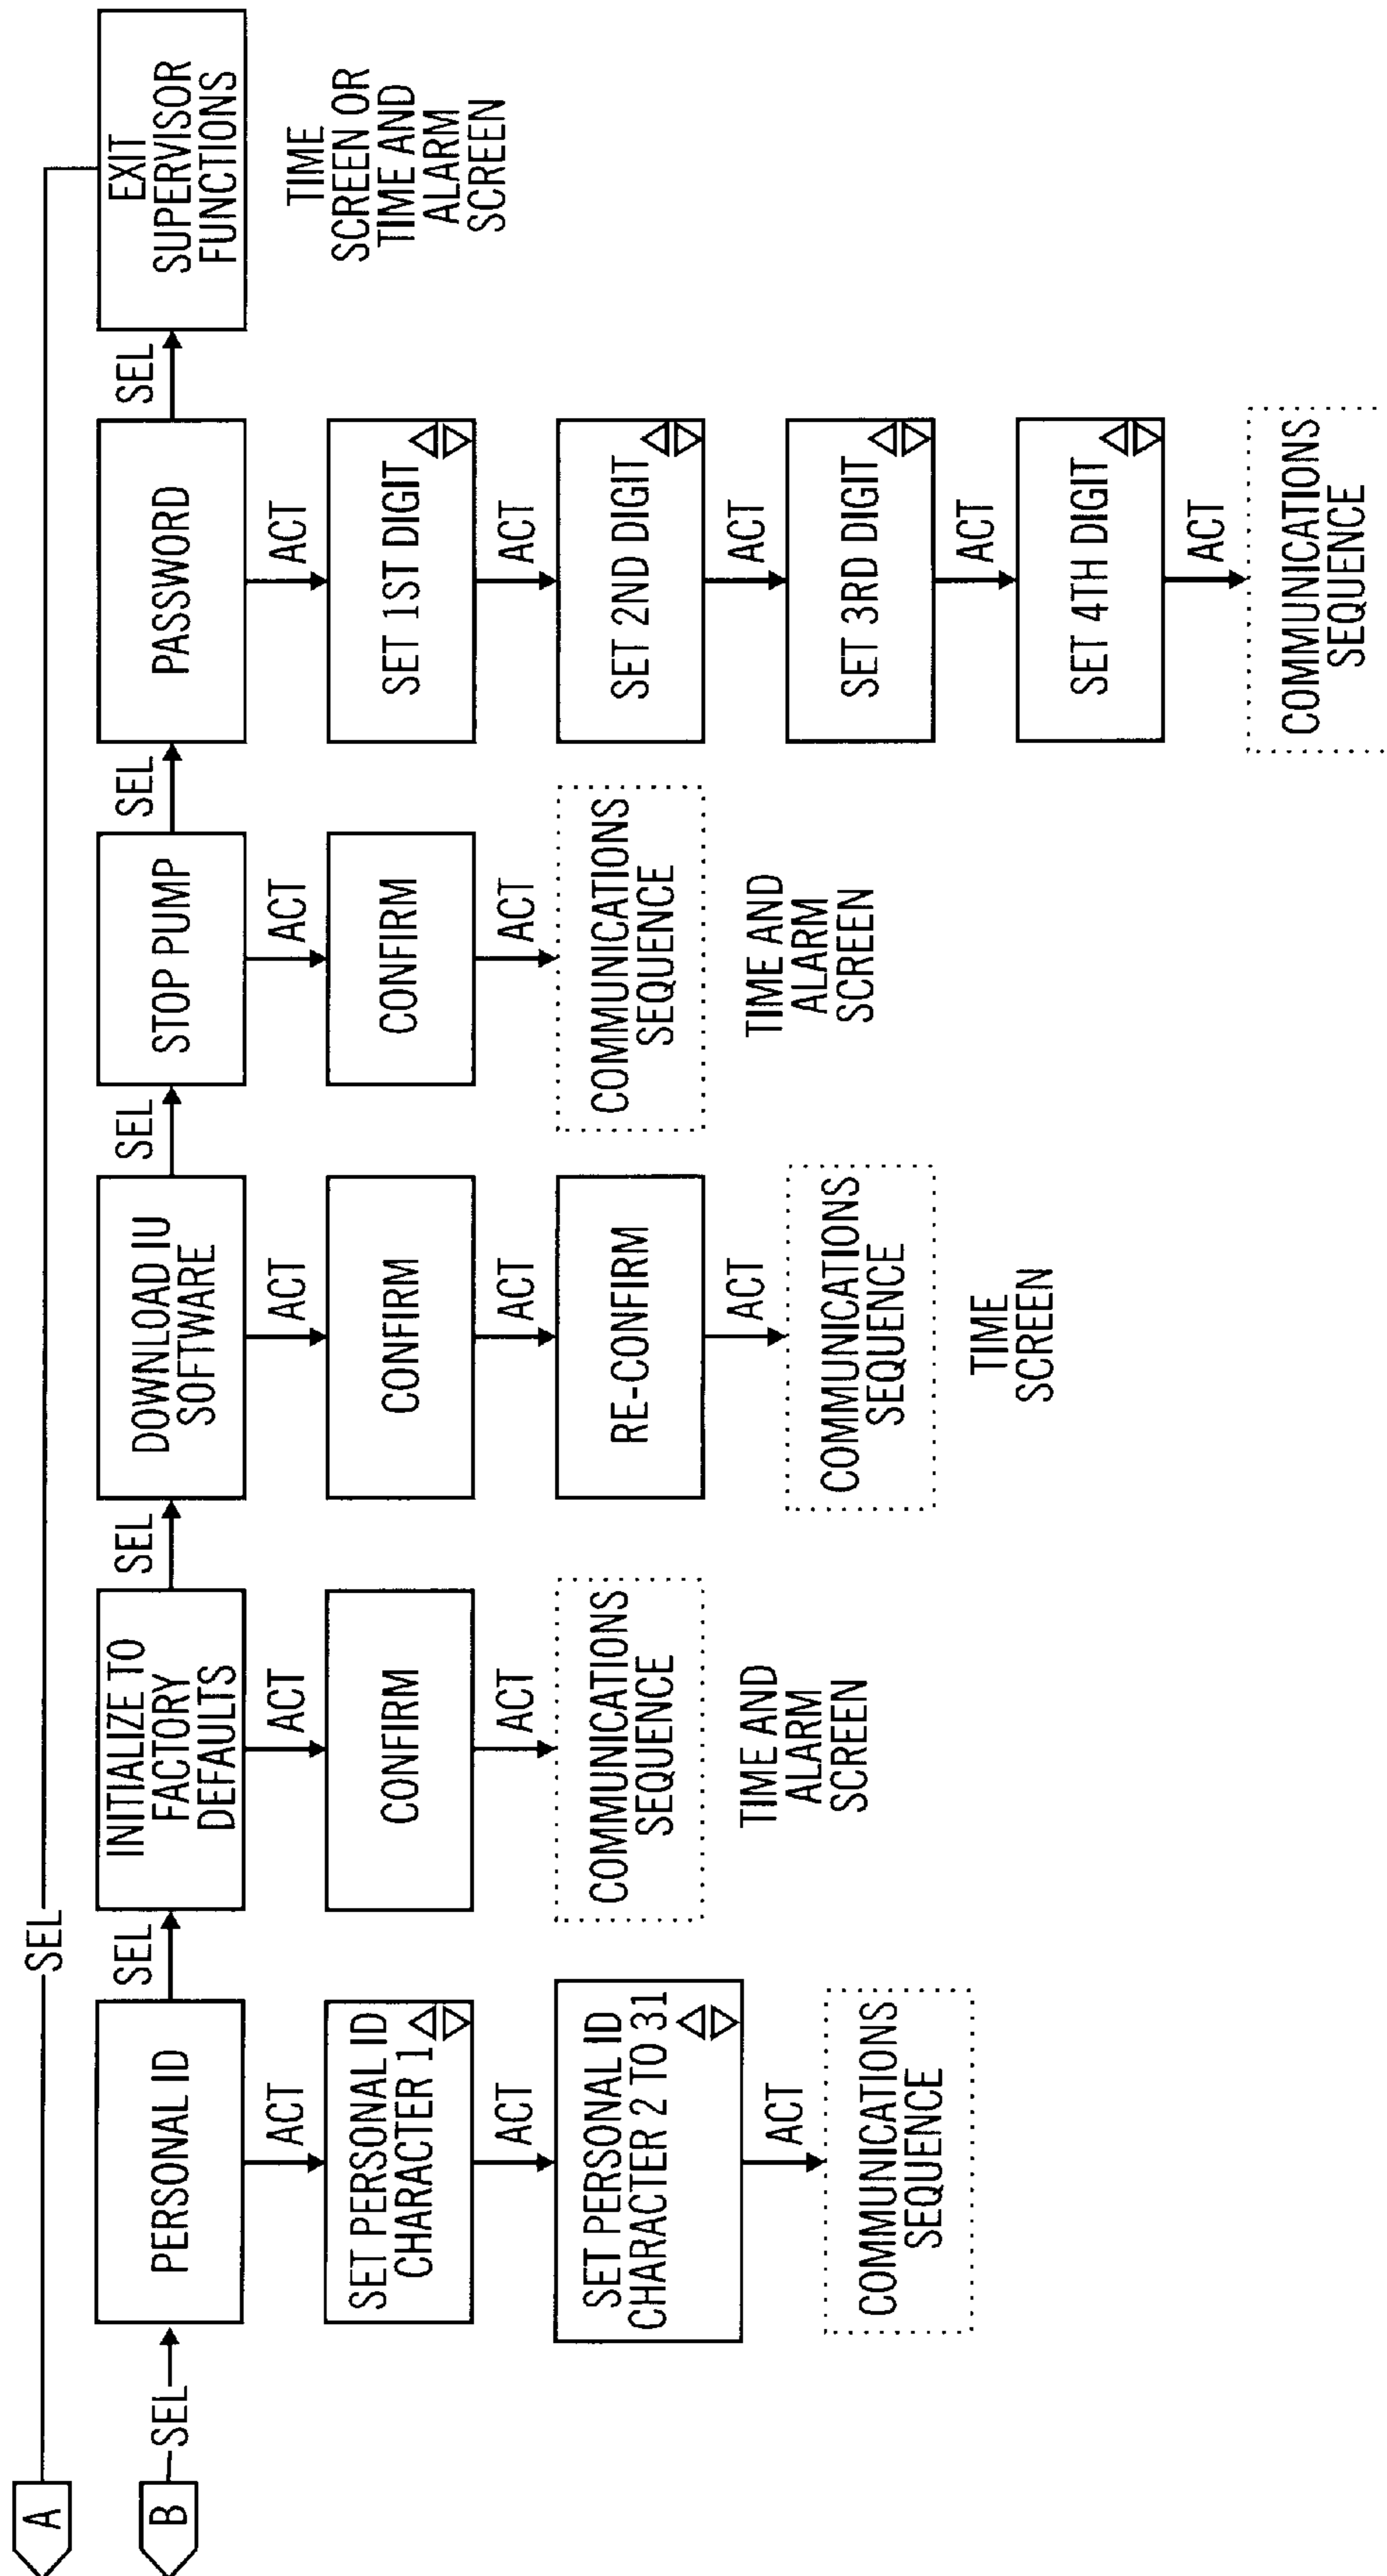 A
SEL
B
SEL
PERSONAL ID
SEL
INITIALIZE TO
FACTORY
DEFAULTS
SEL
DOWNLOAD IU
SOFTWARE
SEL
STOP PUMP
SEL
PASSWORD
SEL
EXIT
SUPERVISOR
FUNCTIONS
TIME
SCREEN OR
TIME AND
ALARM
SCREEN
ACT
SET PERSONAL ID
CHARACTER 1
ACT
SET PERSONAL ID
CHARACTER 2 TO 31
ACT
COMMUNICATIONS
SEQUENCE
ACT
CONFIRM
ACT
COMMUNICATIONS
SEQUENCE
TIME AND
ALARM
SCREEN
ACT
CONFIRM
ACT
RE-CONFIRM
ACT
COMMUNICATIONS
SEQUENCE
TIME
SCREEN
ACT
CONFIRM
ACT
COMMUNICATIONS
SEQUENCE
TIME AND
ALARM
SCREEN
ACT
SET 1ST DIGIT
ACT
SET 2ND DIGIT
ACT
SET 3RD DIGIT
ACT
SET 4TH DIGIT
ACT
COMMUNICATIONS
SEQUENCE